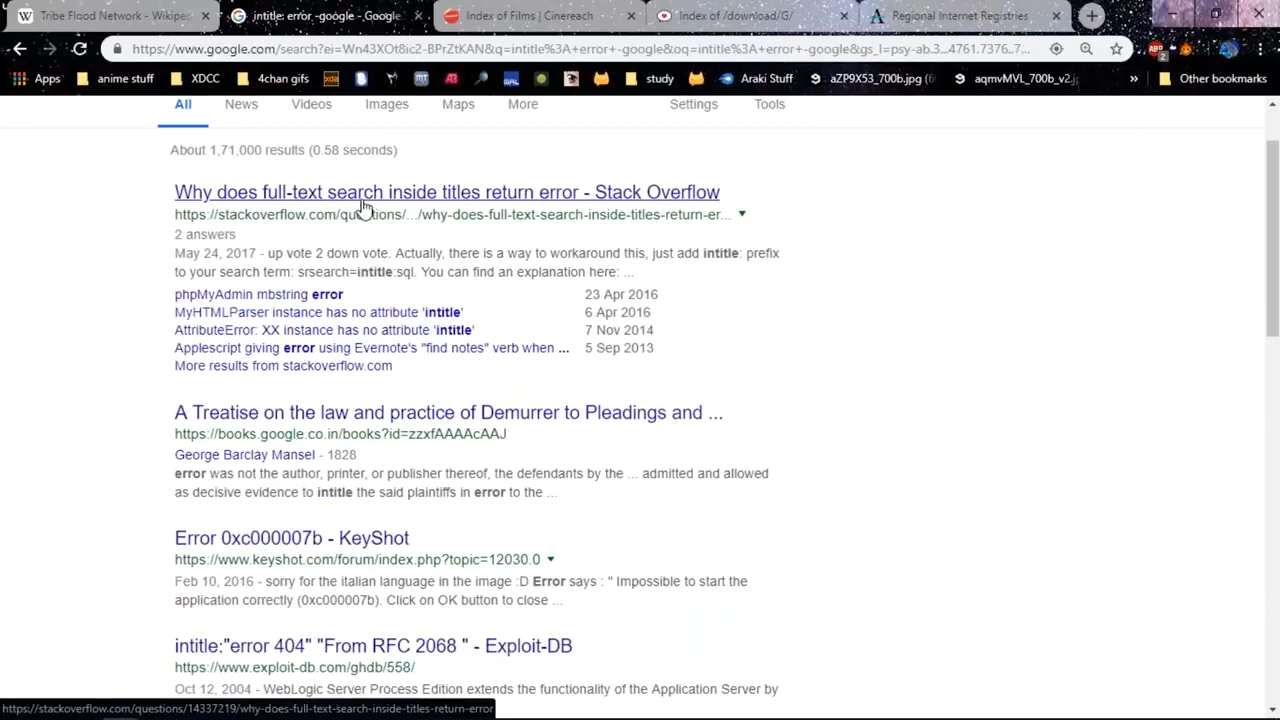 Tribe Flood Network - Wikipe
intitle: error -google - Google
Index of Films | Cinereach
Index of /download/G/
Regional Internet Registries
https://www.google.com/search?ei=Wn43XOt8ic2-BPrZtKAN&q=intitle%3A+error+-google&oq=intitle%3A+error+-google&gs_l=psy-ab.3...4761.7376..7...
Apps
anime stuff
XDCC
4chan gifs
study
Araki Stuff
aZP9X53_700b.jpg (6
aqmvMVL_700b_v2.j
»
Other bookmarks
All
News
Videos
Images
Maps
More
Settings
Tools
About 1,71,000 results (0.58 seconds)
Why does full-text search inside titles return error - Stack Overflow
https://stackoverflow.com/questions/.../why-does-full-text-search-inside-titles-return-er...
2 answers
May 24, 2017 - up vote 2 down vote. Actually, there is a way to workaround this, just add intitle: prefix
to your search term: srsearch=intitle:sql. You can find an explanation here: ...
phpMyAdmin mbstring error 23 Apr 2016
MyHTMLParser instance has no attribute 'intitle' 6 Apr 2016
AttributeError: XX instance has no attribute 'intitle' 7 Nov 2014
Applescript giving error using Evernote's "find notes" verb when ... 5 Sep 2013
More results from stackoverflow.com
A Treatise on the law and practice of Demurrer to Pleadings and ...
https://books.google.co.in/books?id=zzxfAAAAcAAJ
George Barclay Mansel - 1828
error was not the author, printer, or publisher thereof, the defendants by the ... admitted and allowed
as decisive evidence to intitle the said plaintiffs in error to the ...
Error 0xc000007b - KeyShot
https://www.keyshot.com/forum/index.php?topic=12030.0
Feb 10, 2016 - sorry for the italian language in the image :D Error says : " Impossible to start the
application correctly (0xc000007b). Click on OK button to close ...
intitle:"error 404" "From RFC 2068 " - Exploit-DB
https://www.exploit-db.com/ghdb/558/
Oct 12, 2004 - WebLogic Server Process Edition extends the functionality of the Application Server by
https://stackoverflow.com/questions/14337219/why-does-full-text-search-inside-titles-return-error